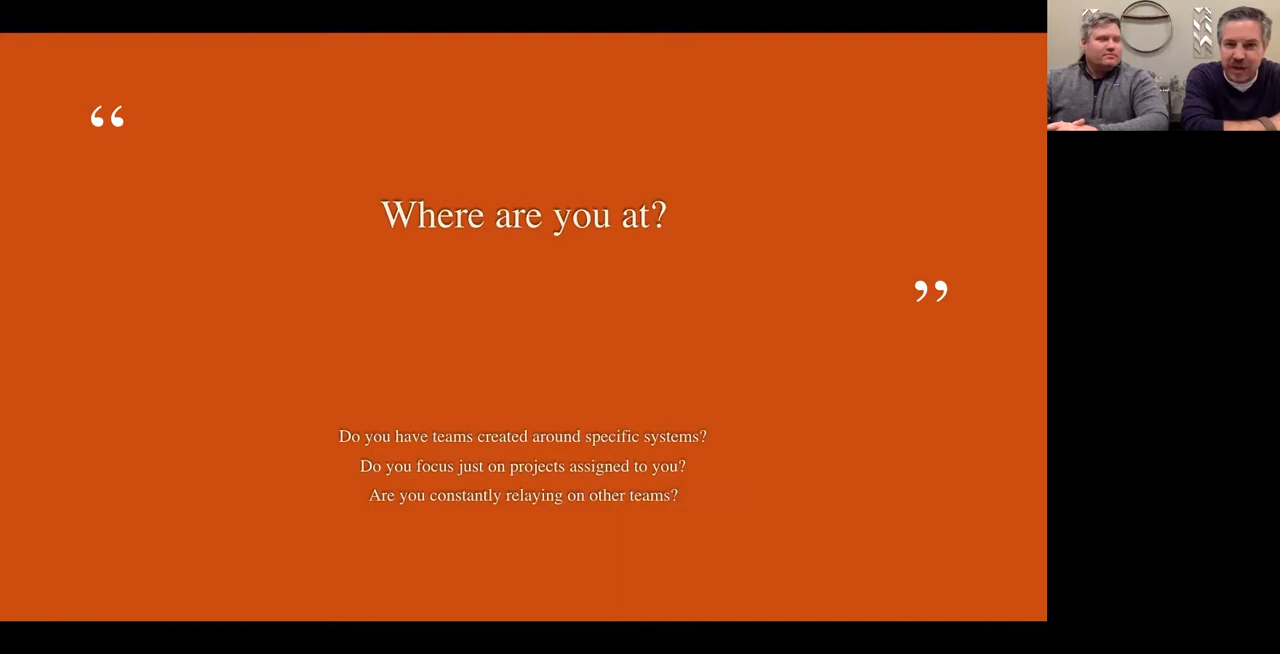 “
Where are you at?
”
Do you have teams created around specific systems?
Do you focus just on projects assigned to you?
Are you constantly relaying on other teams?